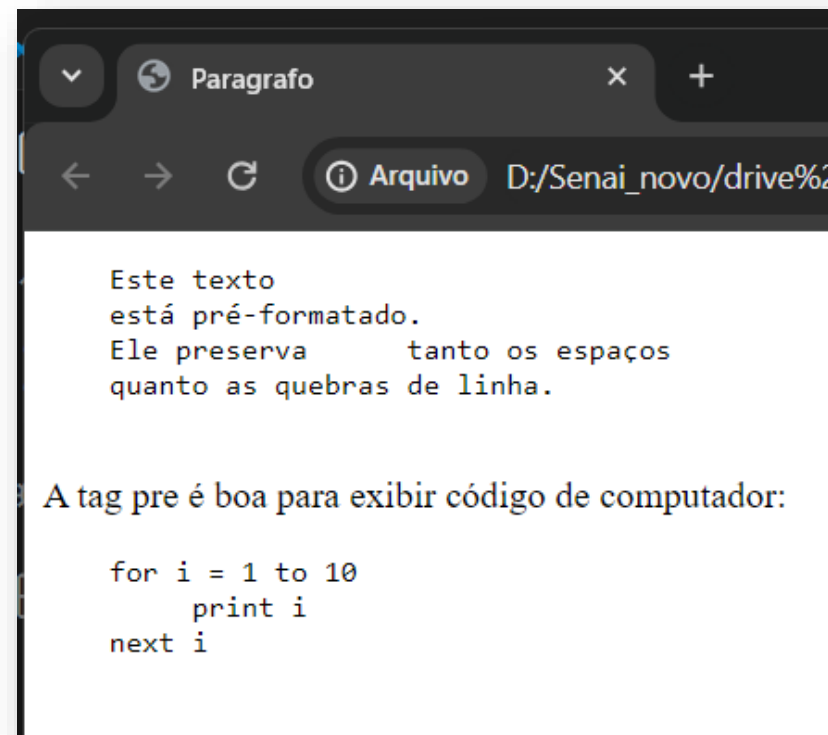 Paragrafo
Arquivo D:/Senai_novo/drive%2
Este texto
está pré-formatado.
Ele preserva      tanto os espaços
quanto as quebras de linha.
A tag pre é boa para exibir código de computador:
for i = 1 to 10
     print i
next i